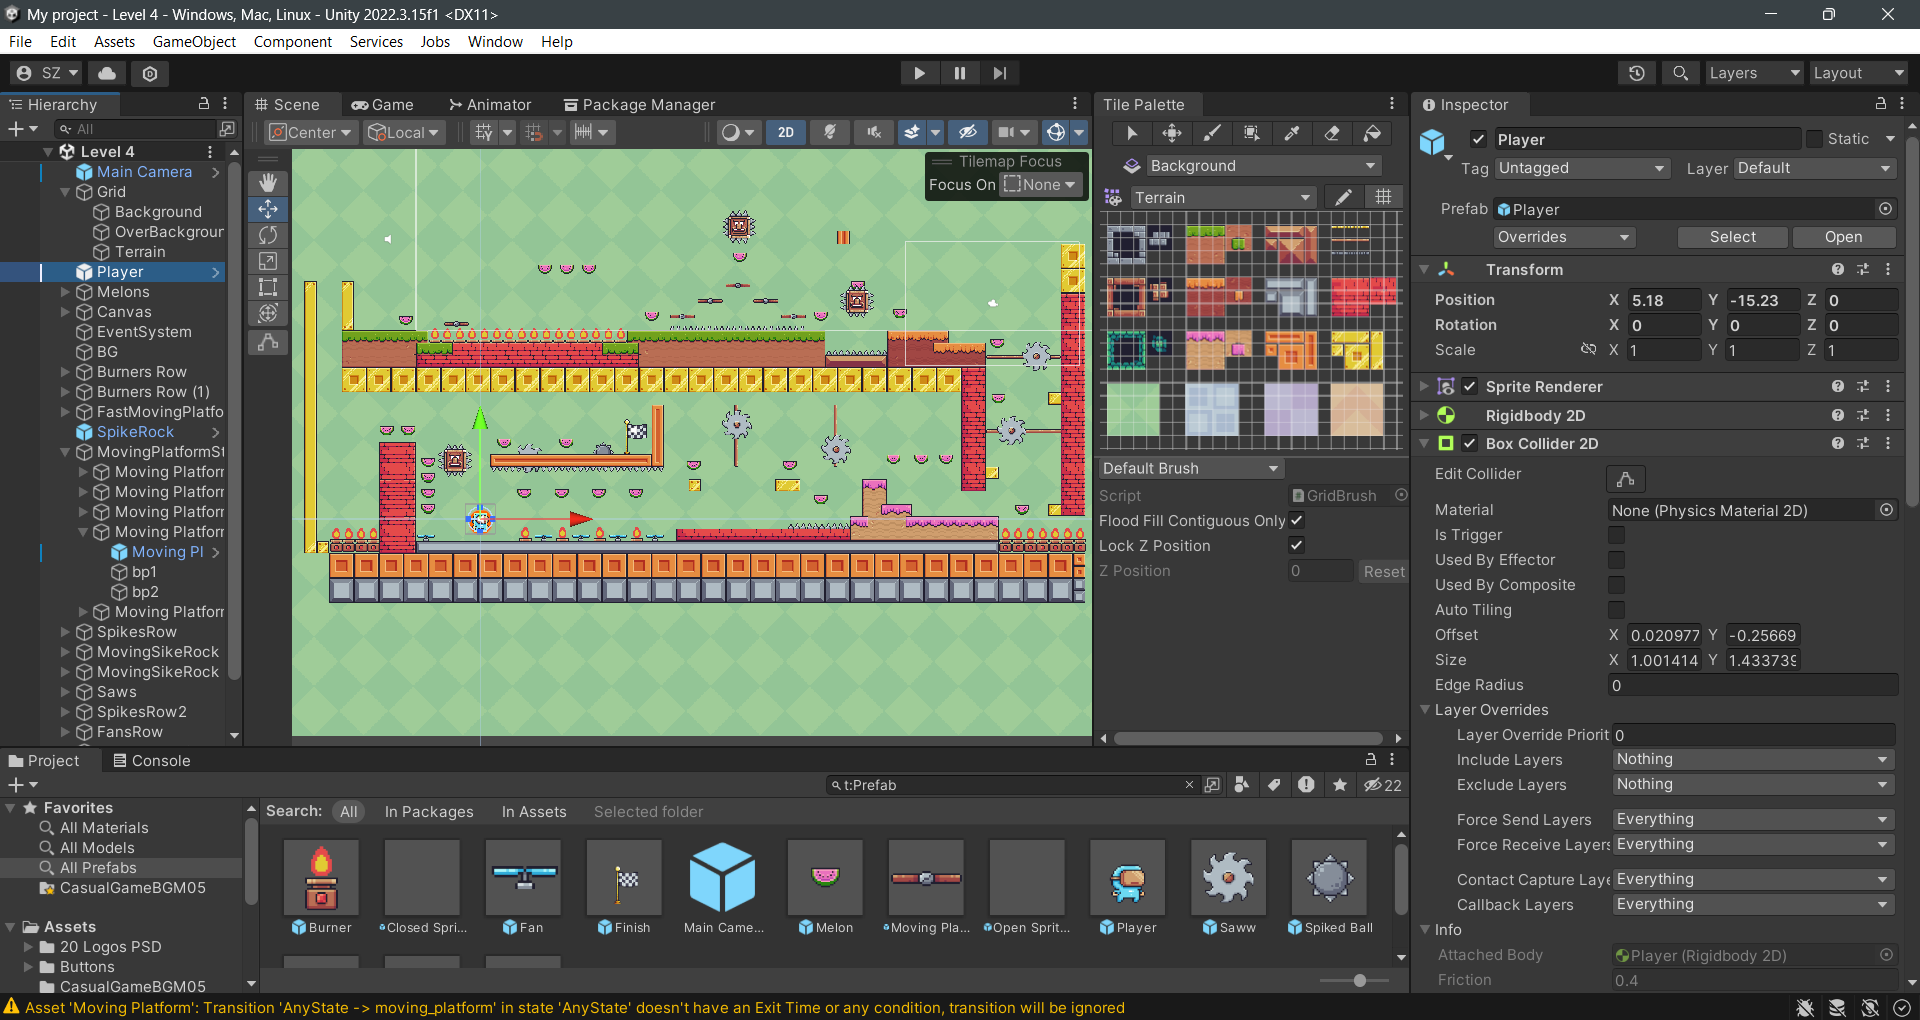 My project - Level 4 - Windows, Mac, Linux - Unity 2022.3.15f1 <DX11>
File Edit Assets GameObject Component Services Jobs Window Help
SZ Layers Layout
Hierarchy
All
Level 4
Main Camera
Grid
Background
OverBackgrour
Terrain
Player
Melons
Canvas
EventSystem
BG
Burners Row
Burners Row (1)
FastMovingPlatfo
SpikeRock
MovingPlatformSt
Moving Platforr
Moving Platforr
Moving Platforr
Moving Platforr
Moving Pl
bp1
bp2
Moving Platforr
SpikesRow
MovingSikeRock
MovingSikeRock
Saws
SpikesRow2
FansRow
Scene Game Animator Package Manager
Center Local 2D
Tilemap Focus
Focus On None
Tile Palette
Background
Terrain
Default Brush
Script GridBrush
Flood Fill Contiguous Only
Lock Z Position
Z Position 0 Reset
Inspector
Player Static
Tag Untagged Layer Default
Prefab Player
Overrides Select Open
Transform
Position X 5.18 Y -15.23 Z 0
Rotation X 0 Y 0 Z 0
Scale X 1 Y 1 Z 1
Sprite Renderer
Rigidbody 2D
Box Collider 2D
Edit Collider
Material None (Physics Material 2D)
Is Trigger
Used By Effector
Used By Composite
Auto Tiling
Offset X 0.020977 Y -0.25669
Size X 1.001414 Y 1.433739
Edge Radius 0
Layer Overrides
Layer Override Priorit 0
Include Layers Nothing
Exclude Layers Nothing
Force Send Layers Everything
Force Receive Layers Everything
Contact Capture Laye Everything
Callback Layers Everything
Info
Attached Body Player (Rigidbody 2D)
Friction 0.4
Project Console
t:Prefab 22
Favorites
All Materials
All Models
All Prefabs
CasualGameBGM05
Assets
20 Logos PSD
Buttons
CasualGameBGM05
Search: All In Packages In Assets Selected folder
Burner Closed Spri... Fan Finish Main Came... Melon Moving Pla... Open Sprit... Player Saww Spiked Ball
Asset 'Moving Platform': Transition 'AnyState -> moving_platform' in state 'AnyState' doesn't have an Exit Time or any condition, transition will be ignored